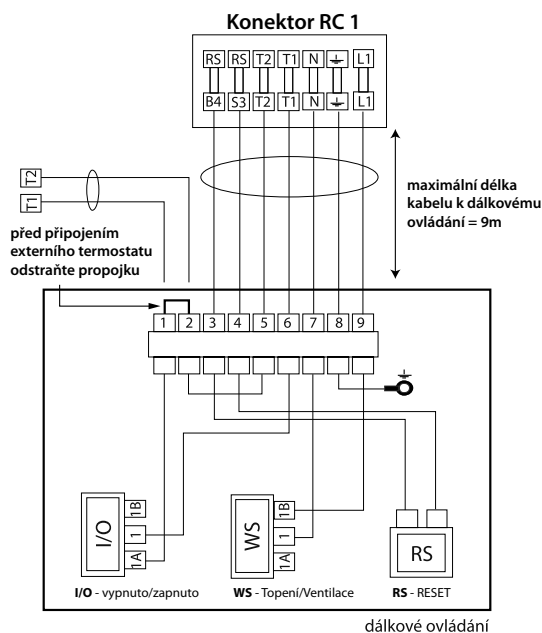 Konektor RC 1
RS RS T2 T1 N L1
B4 S3 T2 T1 N L1
T2
T1
maximální délka
kabelu k dálkovému
ovládání = 9m
před připojením
externího termostatu
odstraňte propojku
1 2 3 4 5 6 7 8 9
I/O
1B
1
1A
WS
1B
1
1A
RS
I/O - vypnuto/zapnuto
WS - Topení/Ventilace
RS - RESET
dálkové ovládání